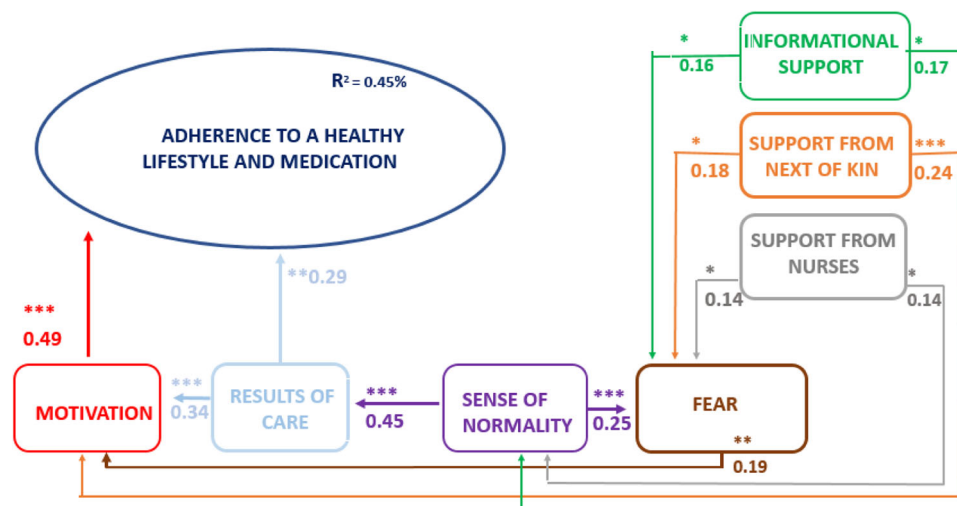 R² = 0.45%
ADHERENCE TO A HEALTHY
LIFESTYLE AND MEDICATION
*
0.16
INFORMATIONAL
SUPPORT
*
0.17
*
0.18
SUPPORT FROM
NEXT OF KIN
***
0.24
*
0.14
SUPPORT FROM
NURSES
*
0.14
***
0.49
**0.29
MOTIVATION
***
0.34
RESULTS OF
CARE
***
0.45
SENSE OF
NORMALITY
***
0.25
FEAR
**
0.19